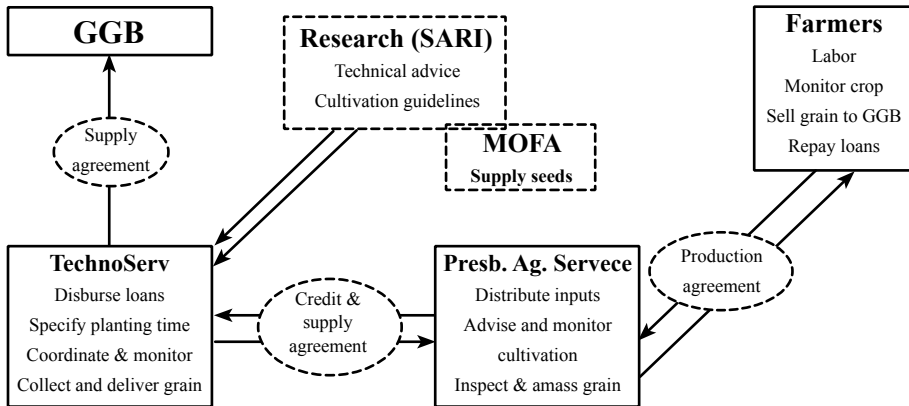 GGB
Research (SARI)
Technical advice
Cultivation guidelines
MOFA
Supply seeds
Farmers
Labor
Monitor crop
Sell grain to GGB
Repay loans
Supply
agreement
TechnoServ
Disburse loans
Specify planting time
Coordinate & monitor
Collect and deliver grain
Credit &
supply
agreement
Presb. Ag. Servece
Distribute inputs
Advise and monitor
cultivation
Inspect & amass grain
Production
agreement